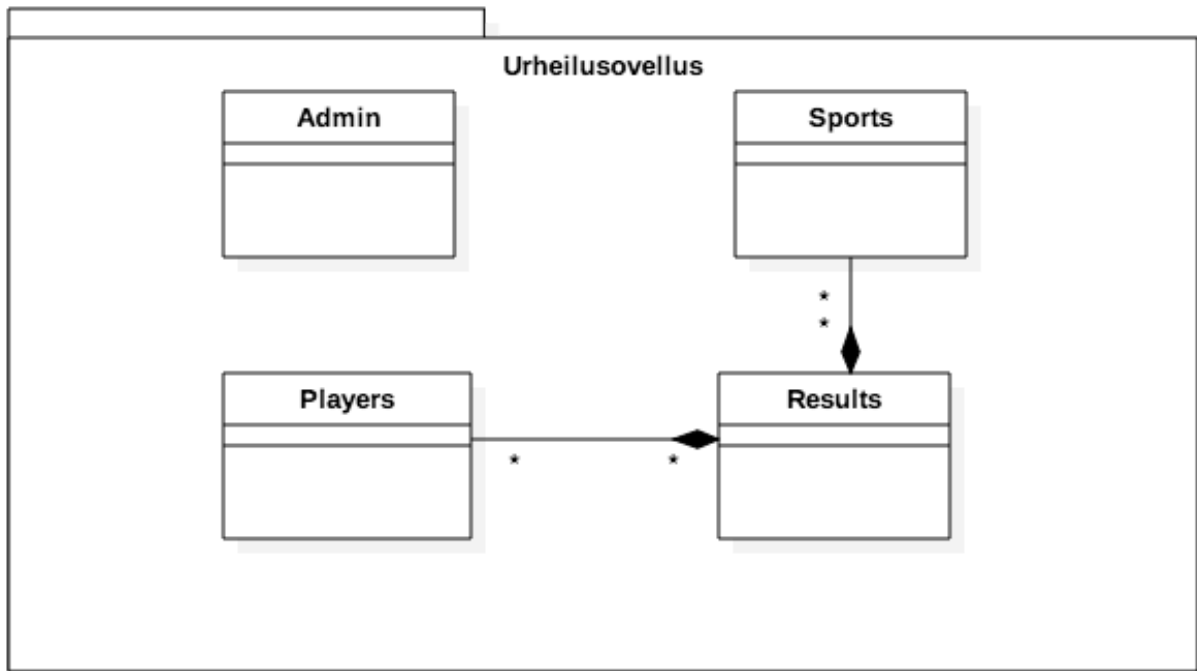 Urheilusovellus
Admin
Sports
*
*
Players
Results
*
*